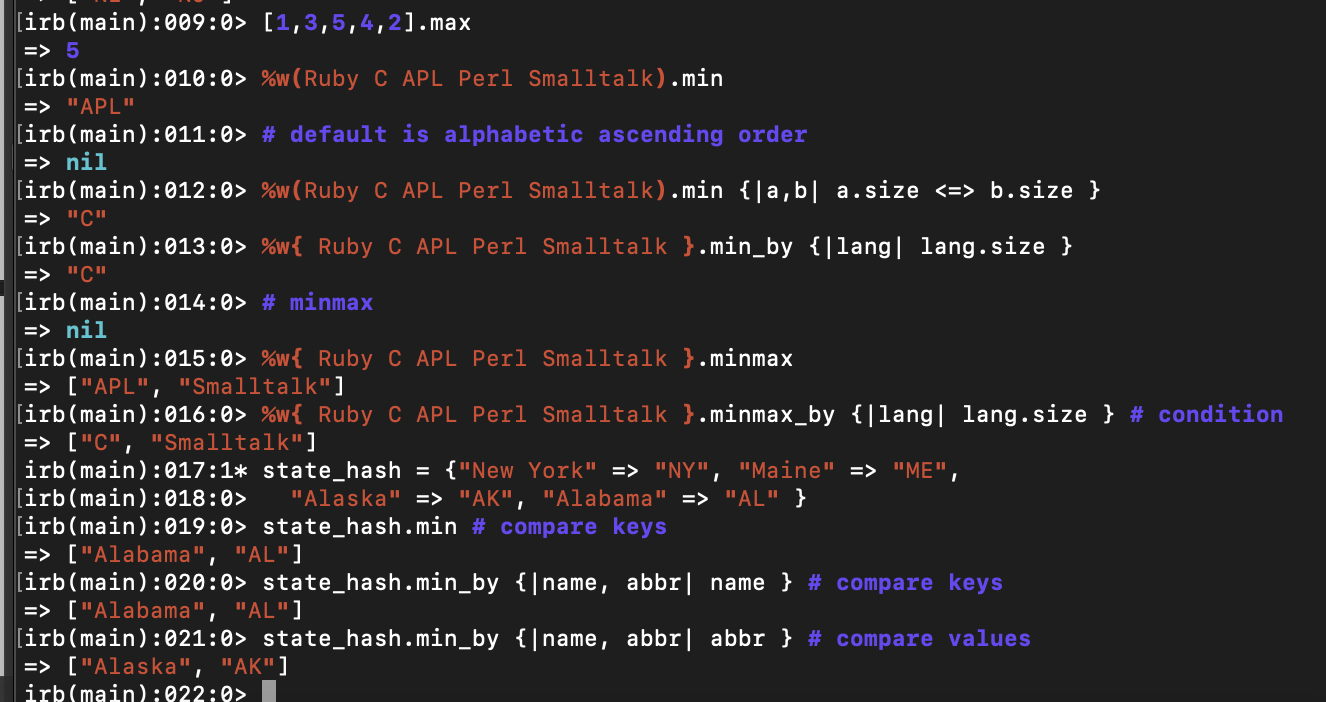 [irb(main):009:0> [1,3,5,4,2].max
=> 5
[irb(main):010:0> %w(Ruby C APL Perl Smalltalk).min
=> "APL"
[irb(main):011:0> # default is alphabetic ascending order
=> nil
[irb(main):012:0> %w(Ruby C APL Perl Smalltalk).min {|a,b| a.size <=> b.size }
=> "C"
[irb(main):013:0> %w{ Ruby C APL Perl Smalltalk }.min_by {|lang| lang.size }
=> "C"
[irb(main):014:0> # minmax
=> nil
[irb(main):015:0> %w{ Ruby C APL Perl Smalltalk }.minmax
=> ["APL", "Smalltalk"]
[irb(main):016:0> %w{ Ruby C APL Perl Smalltalk }.minmax_by {|lang| lang.size } # condition
=> ["C", "Smalltalk"]
irb(main):017:1* state_hash = {"New York" => "NY", "Maine" => "ME",
[irb(main):018:0>   "Alaska" => "AK", "Alabama" => "AL" }
[irb(main):019:0> state_hash.min # compare keys
=> ["Alabama", "AL"]
[irb(main):020:0> state_hash.min_by {|name, abbr| name } # compare keys
=> ["Alabama", "AL"]
[irb(main):021:0> state_hash.min_by {|name, abbr| abbr } # compare values
=> ["Alaska", "AK"]
irb(main):022:0>